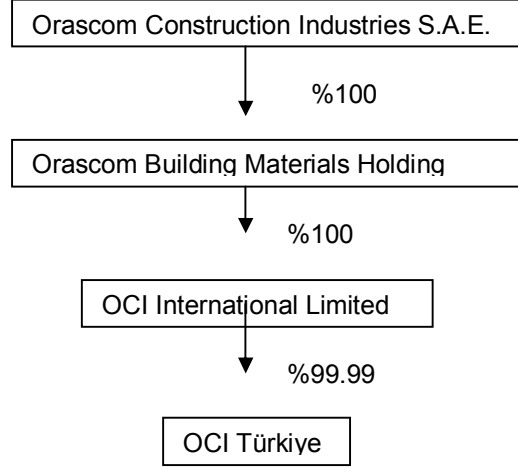 Orascom Construction Industries S.A.E.
%100
Orascom Building Materials Holding
%100
OCI International Limited
%99.99
OCI Türkiye